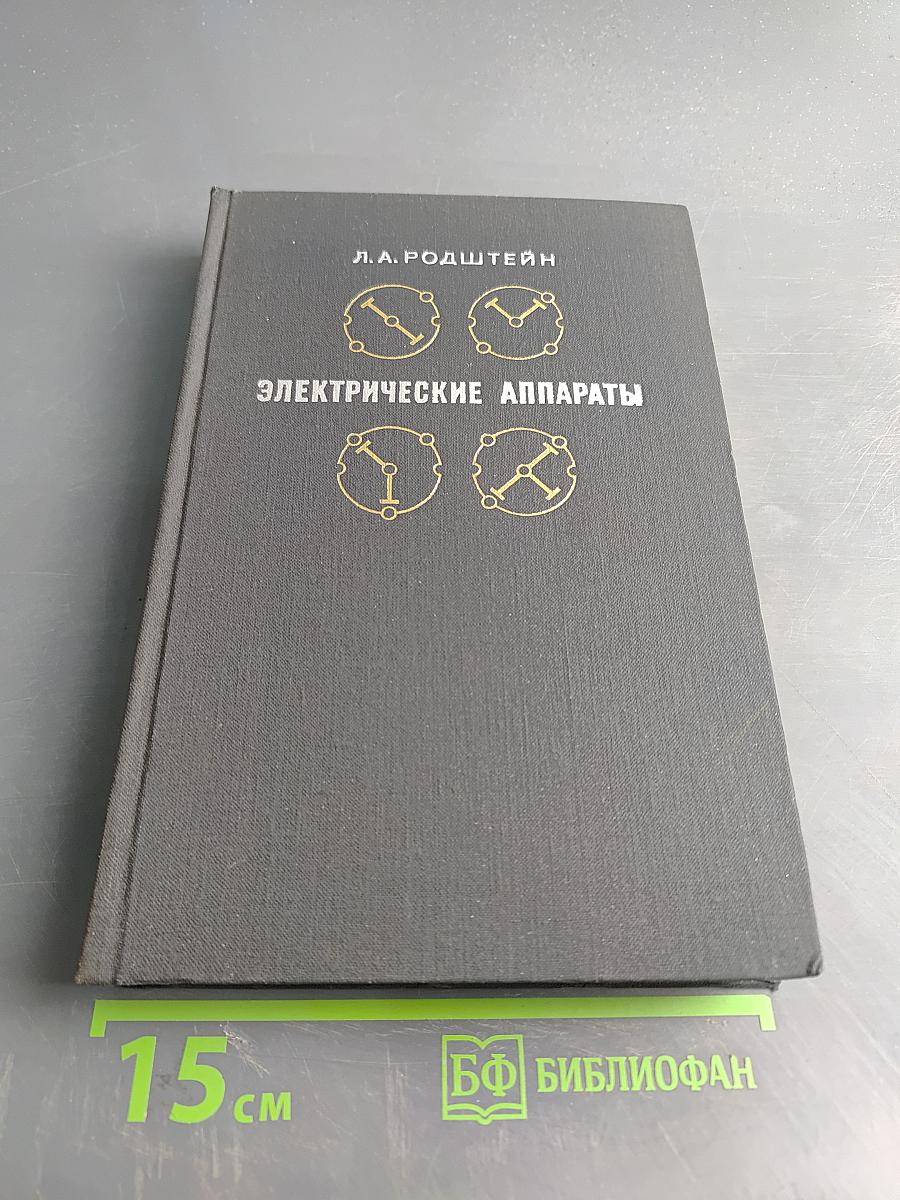 Л.А.РОДШТЕЙН
ЭЛЕКТРИЧЕСКИЕ АППАРАТЫ
15 см
БФ БИБЛИОФАН